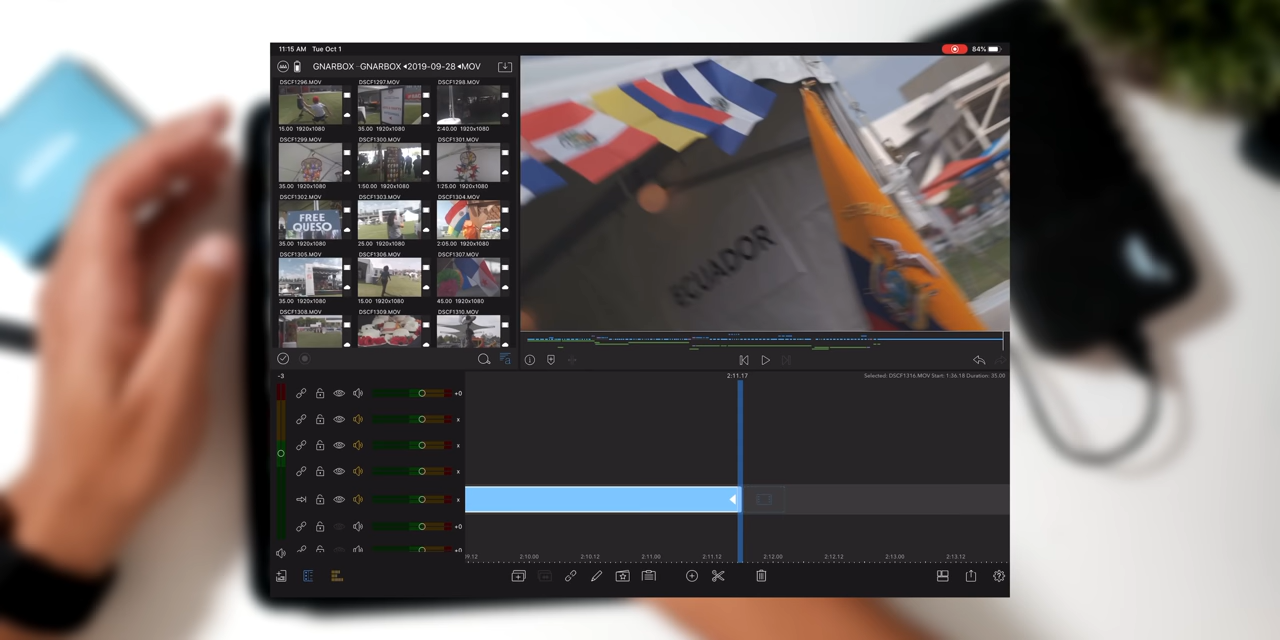 11:15 AM Tue Oct 1
84%
GNARBOX GNARBOX ◂2019-09-28 ◂MOV
DSCF1296.MOV DSCF1297.MOV DSCF1298.MOV
15.00 1920x1080 35.00 1920x1080 2:40.00 1920x1080
DSCF1299.MOV DSCF1300.MOV DSCF1301.MOV
35.00 1920x1080 1:50.00 1920x1080 1:25.00 1920x1080
DSCF1302.MOV DSCF1303.MOV DSCF1304.MOV
FREE
QUESO
35.00 1920x1080 25.00 1920x1080 2:05.00 1920x1080
DSCF1305.MOV DSCF1306.MOV DSCF1307.MOV
35.00 1920x1080 15.00 1920x1080 45.00 1920x1080
DSCF1308.MOV DSCF1309.MOV DSCF1310.MOV
ECUADOR
-3
2:11.17
Selected: DSCF1316.MOV Start: 1:36.18 Duration: 35.00
+0
x
x
x
x
+0
+0
9.12 2:10.00 2:10.12 2:11.00 2:11.12 2:12.00 2:12.12 2:13.00 2:13.12